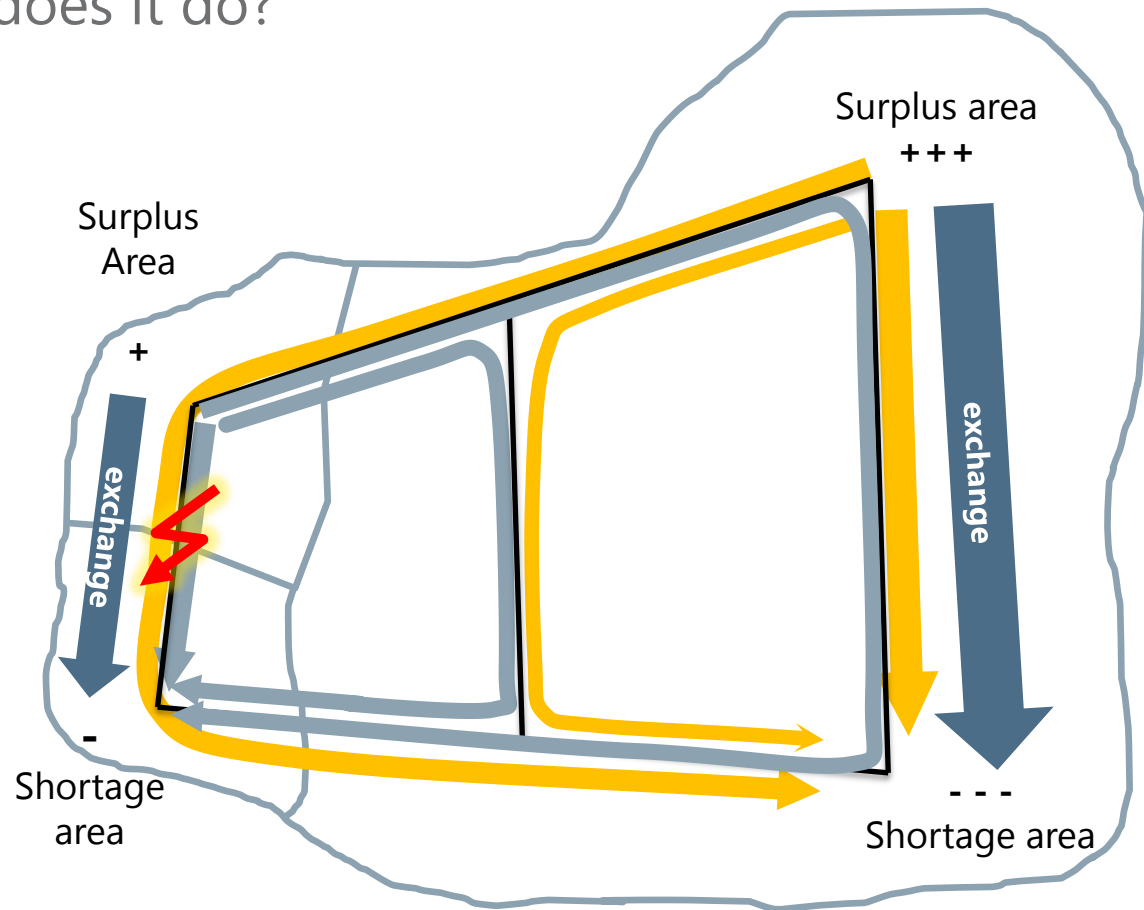 does it do?
Surplus area
+++
Surplus
Area
+
exchange
exchange
-
Shortage
area
- - -
Shortage area